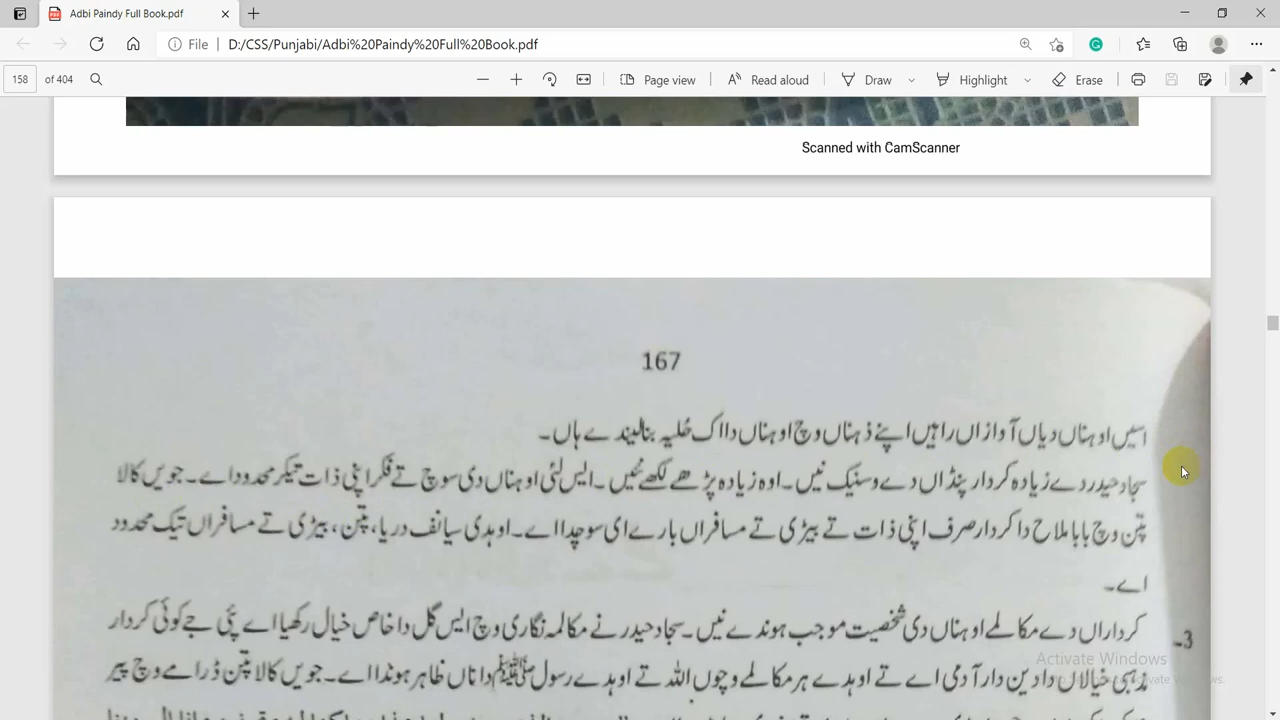 Adbi Paindy Full Book.pdf
File D:/CSS/Punjabi/Adbi%20Paindy%20Full%20Book.pdf
158 of 404 Page view Read aloud Draw Highlight Erase
Scanned with CamScanner
167
اسیں اوہناں دیاں آوازاں راہیں اپنے ذہناں وچ اوہناں دا اک حُلیہ بنا لیندے ہاں۔
سجاد حیدر دے زیادہ کردار پنڈاں دے وسنیک نیں۔ اوہ زیادہ پڑھے لکھے نئیں۔ ایس لئی اوہناں دی سوچ تے فکر اپنی ذات تیکر محدود اے۔ جویں کالا
پتن وچ بابا ملاح دا کردار صرف اپنی ذات تے بیڑی تے مسافراں بارے ای سوچدا اے۔ اوہدی سیانف دریا، پتن، بیڑی تے مسافراں تیک محدود
اے۔
3۔ کرداراں دے مکالمے اوہناں دی شخصیت موجب ہوندے نیں۔ سجاد حیدر نے مکالمہ نگاری وچ ایس گل دا خاص خیال رکھیا اے پئی جے کوئی کردار
مذہبی خیالاں دا دین دار آدمی اے تے اوہدے ہر مکالمے وچوں اللہ تے اوہدے رسول ﷺ دا ناں ظاہر ہوندا اے۔ جویں کالا پتن ڈرامے وچ پیر
Activate Windows